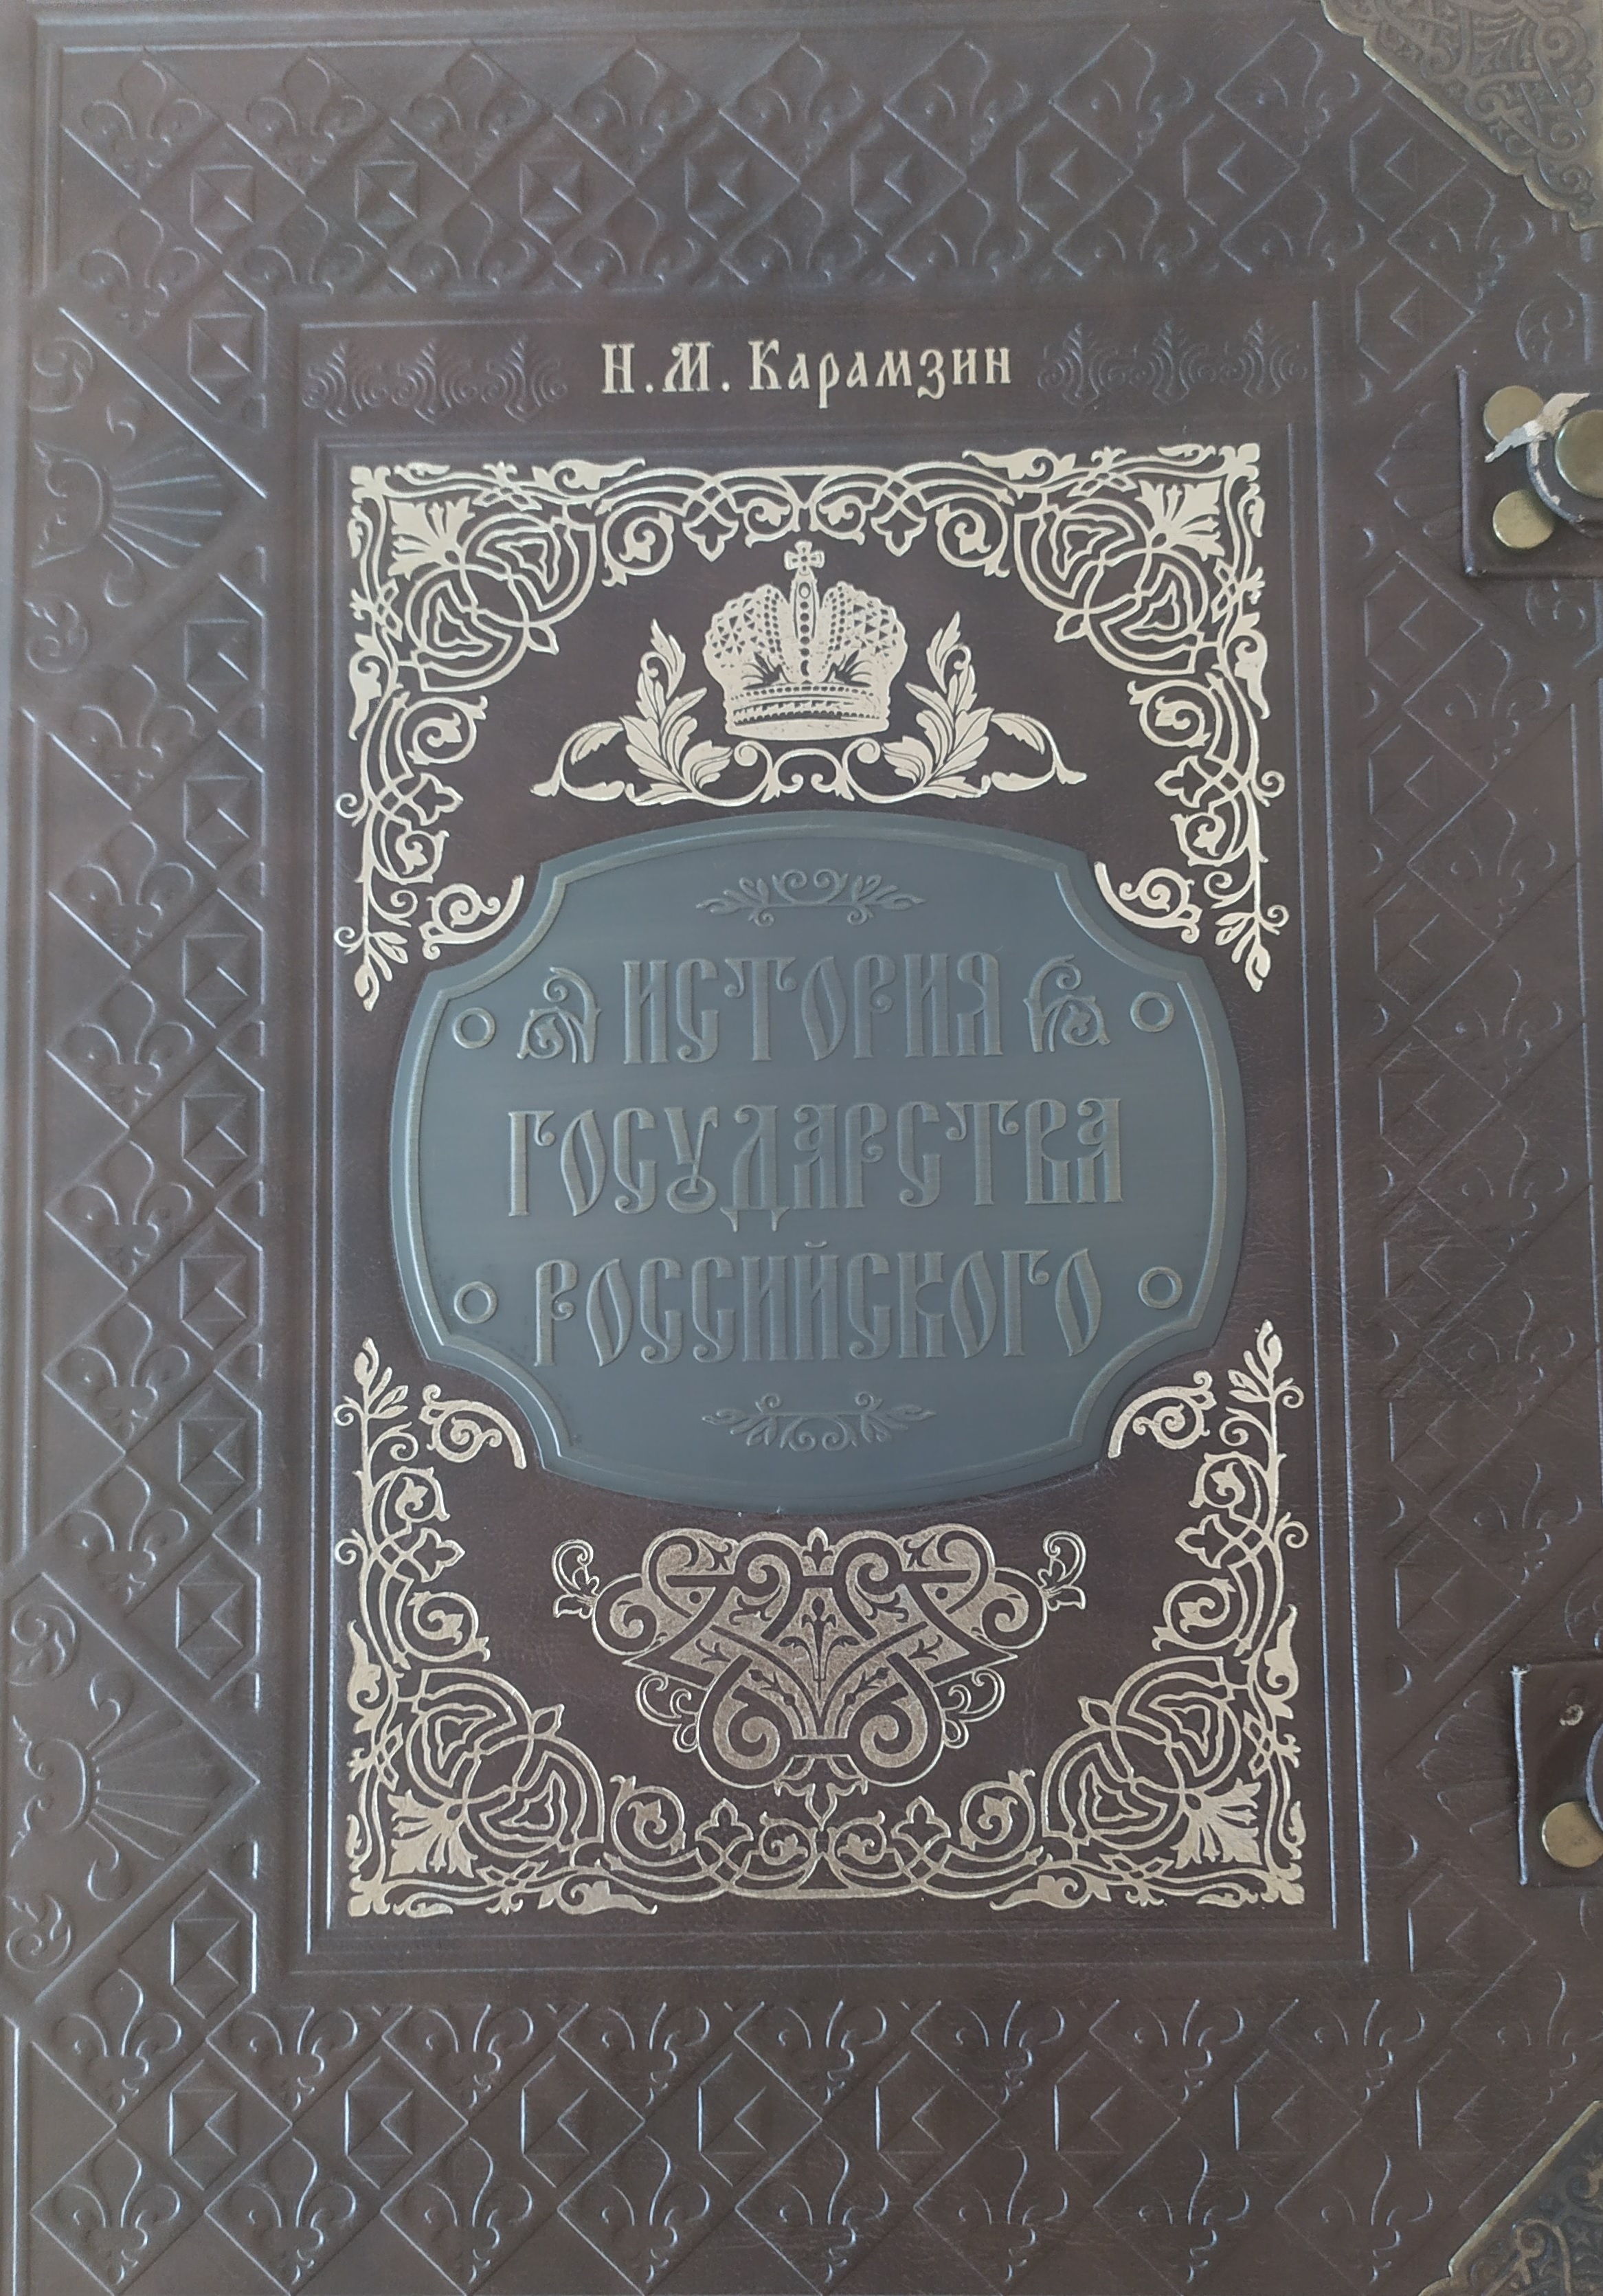 Н.М. Карамзин
ИСТОРИЯ
ГОСУДАРСТВА
РОССИЙСКОГО